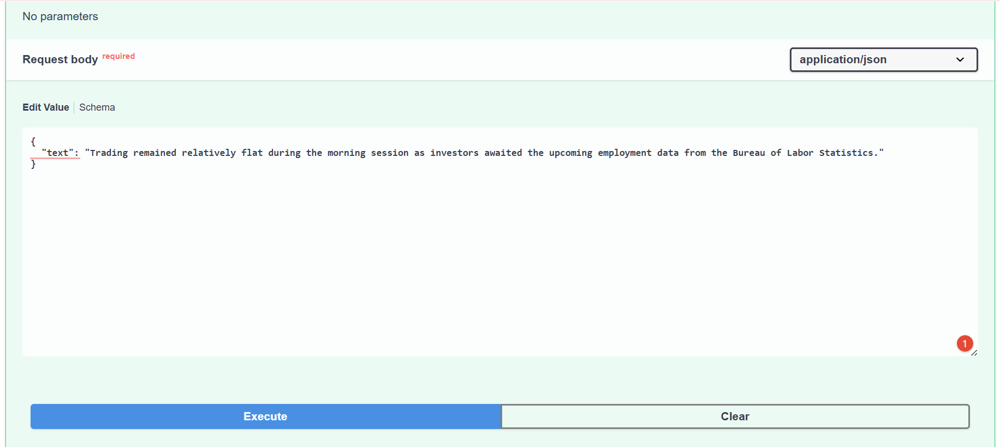 No parameters
Request body required
application/json
Edit Value | Schema
{
  "text": "Trading remained relatively flat during the morning session as investors awaited the upcoming employment data from the Bureau of Labor Statistics."
}
1
Execute
Clear